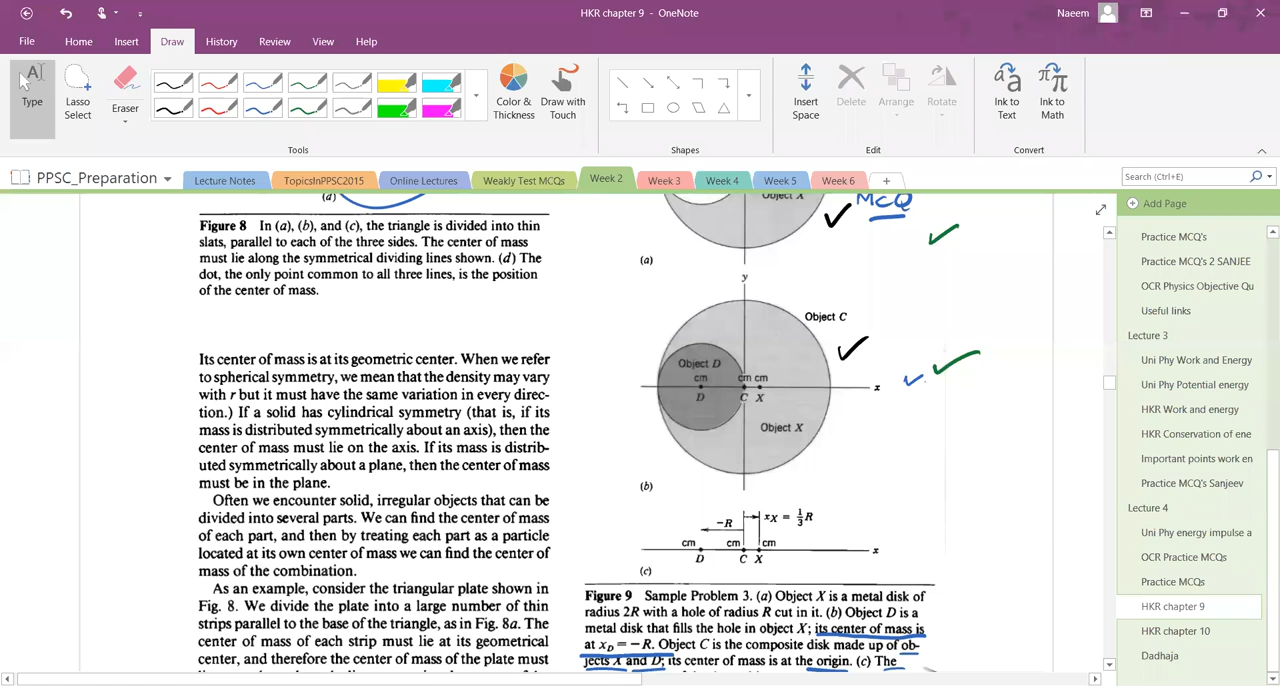 HKR chapter 9 - OneNote
Naeem
File
Home
Insert
Draw
History
Review
View
Help
Type
Lasso
Select
Eraser
Color &
Thickness
Draw with
Touch
Insert
Space
Delete
Arrange
Rotate
Ink to
Text
Ink to
Math
Tools
Shapes
Edit
Convert
PPSC_Preparation
Lecture Notes
TopicsInPPSC2015
Online Lectures
Weakly Test MCQs
Week 2
Week 3
Week 4
Week 5
Week 6
Search (Ctrl+E)
(d)
Figure 8 In (a), (b), and (c), the triangle is divided into thin
slats, parallel to each of the three sides. The center of mass
must lie along the symmetrical dividing lines shown. (d) The
dot, the only point common to all three lines, is the position
of the center of mass.
Its center of mass is at its geometric center. When we refer
to spherical symmetry, we mean that the density may vary
with r but it must have the same variation in every direc-
tion.) If a solid has cylindrical symmetry (that is, if its
mass is distributed symmetrically about an axis), then the
center of mass must lie on the axis. If its mass is distrib-
uted symmetrically about a plane, then the center of mass
must be in the plane.
Often we encounter solid, irregular objects that can be
divided into several parts. We can find the center of mass
of each part, and then by treating each part as a particle
located at its own center of mass we can find the center of
mass of the combination.
As an example, consider the triangular plate shown in
Fig. 8. We divide the plate into a large number of thin
strips parallel to the base of the triangle, as in Fig. 8a. The
center of mass of each strip must lie at its geometrical
center, and therefore the center of mass of the plate must
Object X
MCQ
(a)
y
Object C
Object D
cm
cm cm
x
D
C X
Object X
(b)
−R
xX = 1/3 R
cm
cm
cm
x
D
C X
(c)
Figure 9 Sample Problem 3. (a) Object X is a metal disk of
radius 2R with a hole of radius R cut in it. (b) Object D is a
metal disk that fills the hole in object X; its center of mass is
at xD = −R. Object C is the composite disk made up of ob-
jects X and D; its center of mass is at the origin. (c) The
Add Page
Practice MCQ's
Practice MCQ's 2 SANJEE
OCR Physics Objective Qu
Useful links
Lecture 3
Uni Phy Work and Energy
Uni Phy Potential energy
HKR Work and energy
HKR Conservation of ene
Important points work en
Practice MCQ's Sanjeev
Lecture 4
Uni Phy energy impulse a
OCR Practice MCQs
Practice MCQs
HKR chapter 9
HKR chapter 10
Dadhaja